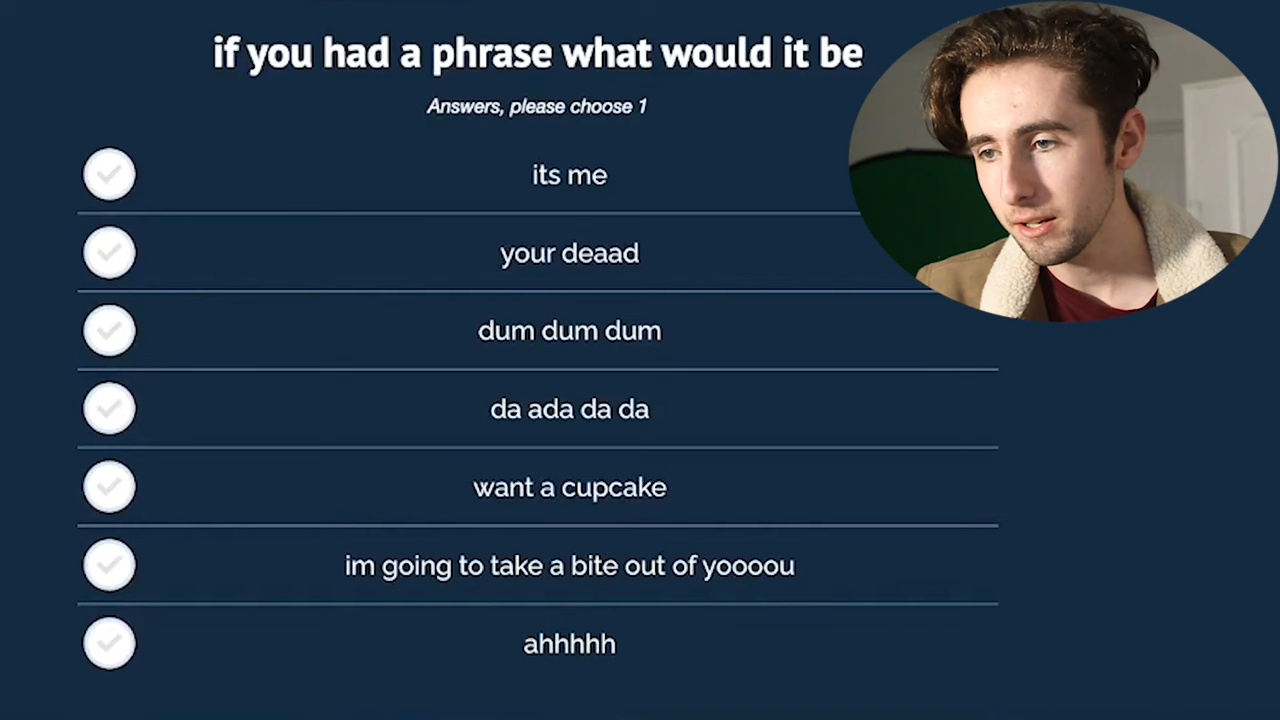 if you had a phrase what would it be
Answers, please choose 1
its me
your deaad
dum dum dum
da ada da da
want a cupcake
im going to take a bite out of yoooou
ahhhhh